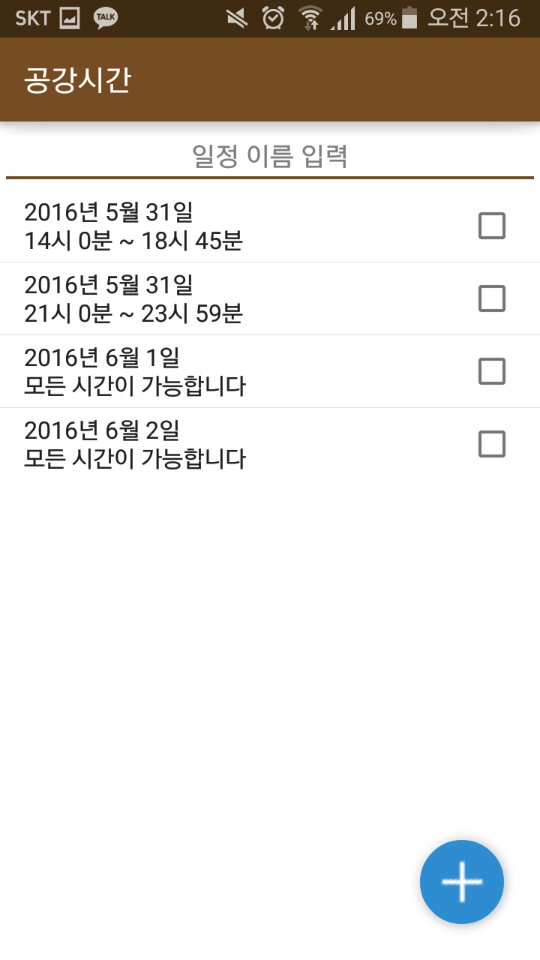 SKT TALK 69% 오전 2:16
공강시간
일정 이름 입력
2016년 5월 31일
14시 0분 ~ 18시 45분
2016년 5월 31일
21시 0분 ~ 23시 59분
2016년 6월 1일
모든 시간이 가능합니다
2016년 6월 2일
모든 시간이 가능합니다